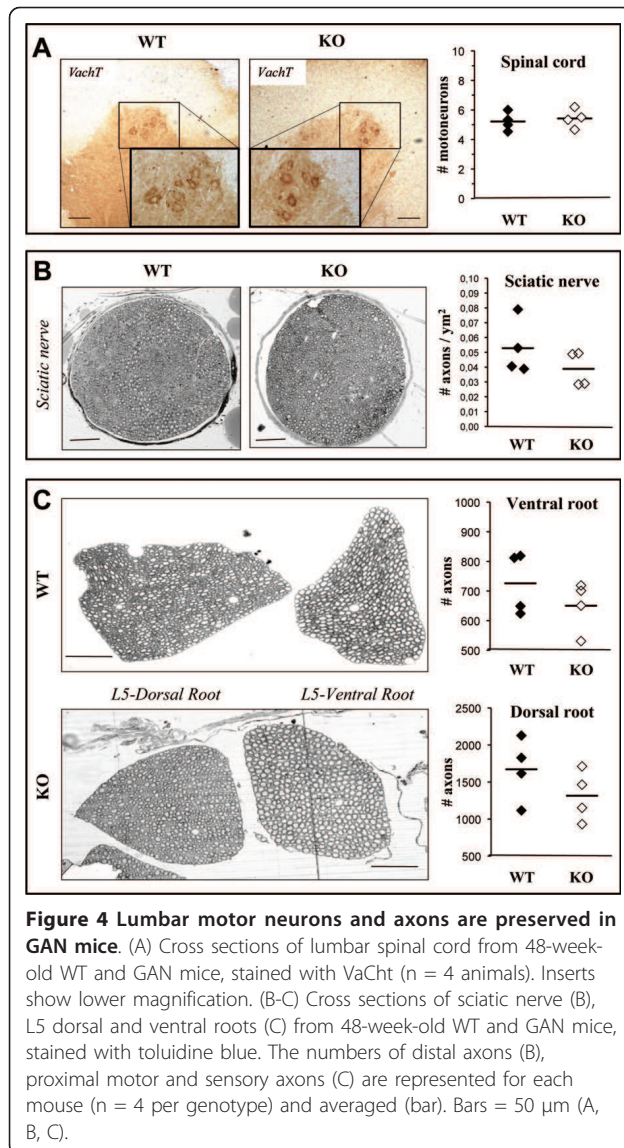 A
WT
KO
VachT
VachT
Spinal cord
# motoneurons
10
8
6
4
2
0
WT
KO
B
WT
KO
Sciatic nerve
Sciatic nerve
# axons / ym²
0,10
0,09
0,08
0,07
0,06
0,05
0,04
0,03
0,02
0,01
0,00
WT
KO
C
WT
Ventral root
# axons
1000
900
800
700
600
500
WT
KO
L5-Dorsal Root
L5-Ventral Root
KO
Dorsal root
# axons
2500
2000
1500
1000
500
WT
KO
Figure 4 Lumbar motor neurons and axons are preserved in
GAN mice. (A) Cross sections of lumbar spinal cord from 48-week-
old WT and GAN mice, stained with VaCht (n = 4 animals). Inserts
show lower magnification. (B-C) Cross sections of sciatic nerve (B),
L5 dorsal and ventral roots (C) from 48-week-old WT and GAN mice,
stained with toluidine blue. The numbers of distal axons (B),
proximal motor and sensory axons (C) are represented for each
mouse (n = 4 per genotype) and averaged (bar). Bars = 50 μm (A,
B, C).